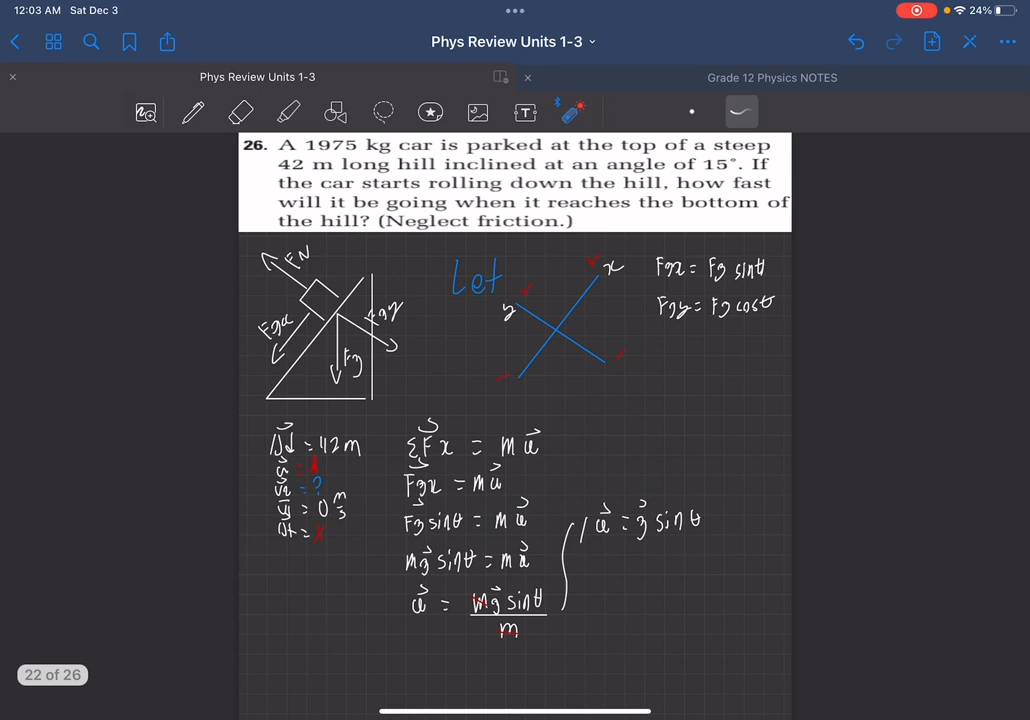 12:03 AM Sat Dec 3
24%
Phys Review Units 1-3
Phys Review Units 1-3
Grade 12 Physics NOTES
26. A 1975 kg car is parked at the top of a steep
42 m long hill inclined at an angle of 15°. If
the car starts rolling down the hill, how fast
will it be going when it reaches the bottom of
the hill? (Neglect friction.)
FN
Fgx
Fgy
Fg
Let
x
y
Fgx = Fg sinθ
Fgy = Fg cosθ
Δd = 42m
= ?
= 0 m/s
Δt = X
ΣFx = ma
Fgx = ma
Fg sinθ = ma
mg sinθ = ma
a = mg sinθ
m
a = g sinθ
22 of 26